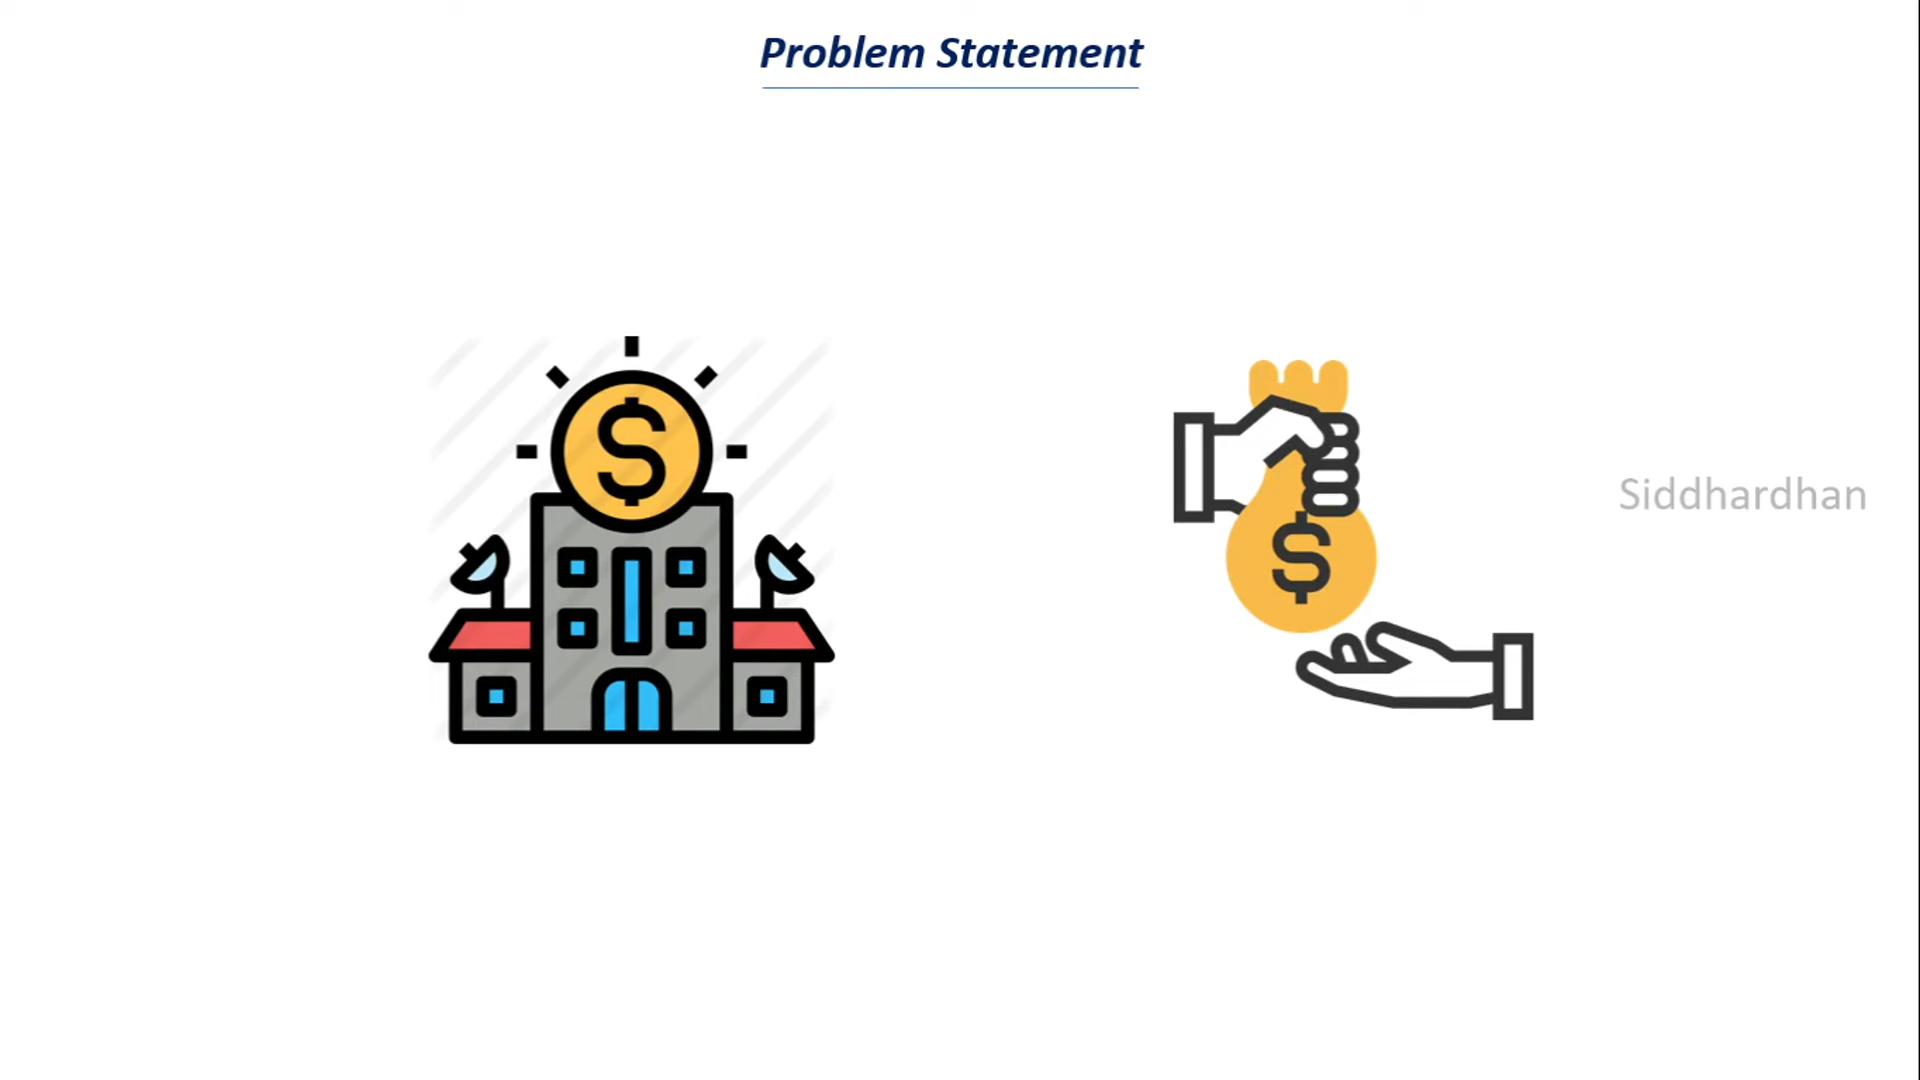 Problem Statement
$
$
Siddhardhan